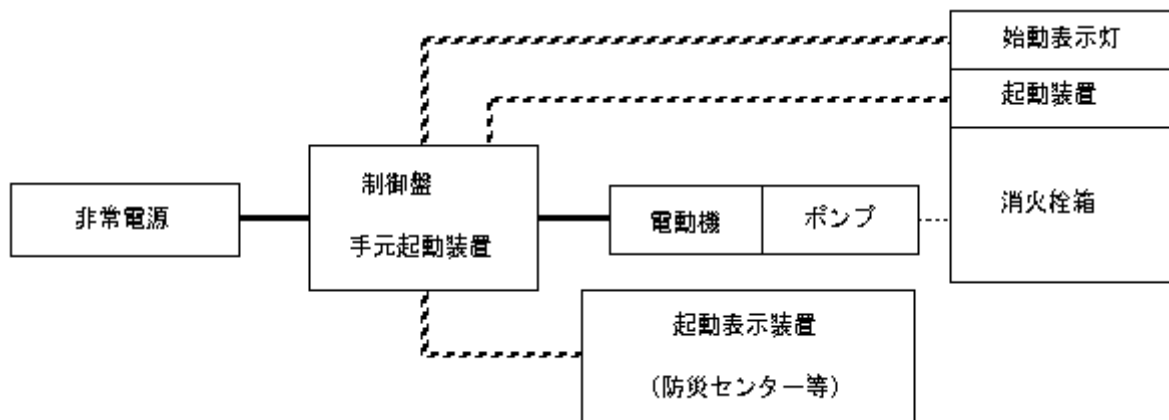 始動表示灯
起動装置
消火栓箱
制御盤
手元起動装置
非常電源
電動機
ポンプ
起動表示装置
(防災センター等)